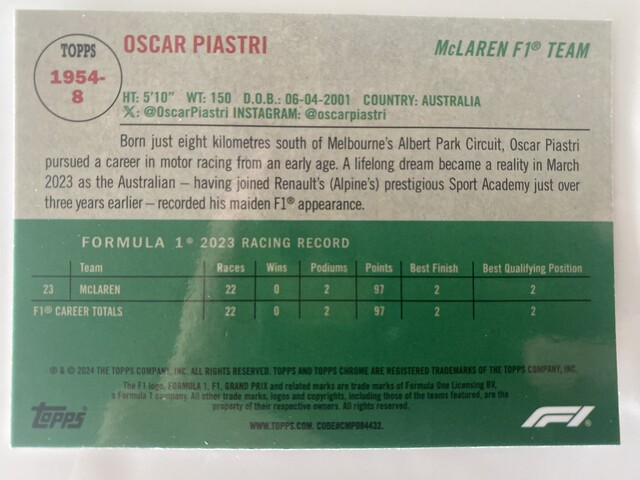 TOPPS
1954-
8
OSCAR PIASTRI
McLAREN F1® TEAM
HT: 5'10" WT: 150 D.O.B.: 06-04-2001 COUNTRY: AUSTRALIA
X: @OscarPiastri INSTAGRAM: @oscarpiastri
Born just eight kilometres south of Melbourne's Albert Park Circuit, Oscar Piastri
pursued a career in motor racing from an early age. A lifelong dream became a reality in March
2023 as the Australian – having joined Renault's (Alpine's) prestigious Sport Academy just over
three years earlier – recorded his maiden F1® appearance.
FORMULA 1® 2023 RACING RECORD
Team Races Wins Podiums Points Best Finish Best Qualifying Position
23 McLAREN 22 0 2 97 2 2
F1® CAREER TOTALS 22 0 2 97 2 2
® & © 2024 THE TOPPS COMPANY, INC. ALL RIGHTS RESERVED. TOPPS AND TOPPS CHROME ARE REGISTERED TRADEMARKS OF THE TOPPS COMPANY, INC.
The F1 logo, FORMULA 1, F1, GRAND PRIX and related marks are trade marks of Formula One Licensing BV,
a Formula 1 company. All other trade marks, logos and copyrights, including those of the teams featured, are the
property of their respective owners. All rights reserved.
topps
WWW.TOPPS.COM. CODE#CMP084432.
F1